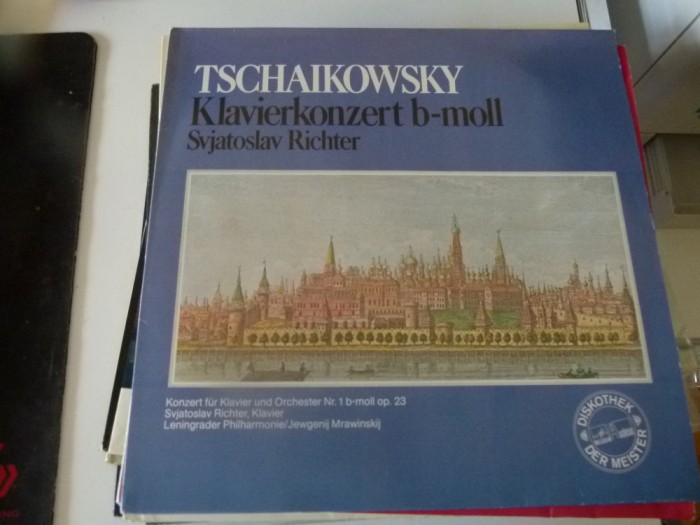 TSCHAIKOWSKY
Klavierkonzert b-moll
Svjatoslav Richter
Konzert für Klavier und Orchester Nr. 1 b-moll op. 23
Svjatoslav Richter, Klavier
Leningrader Philharmonie/Jewgenij Mrawinskij
DISKOTHEK
DER MEISTER